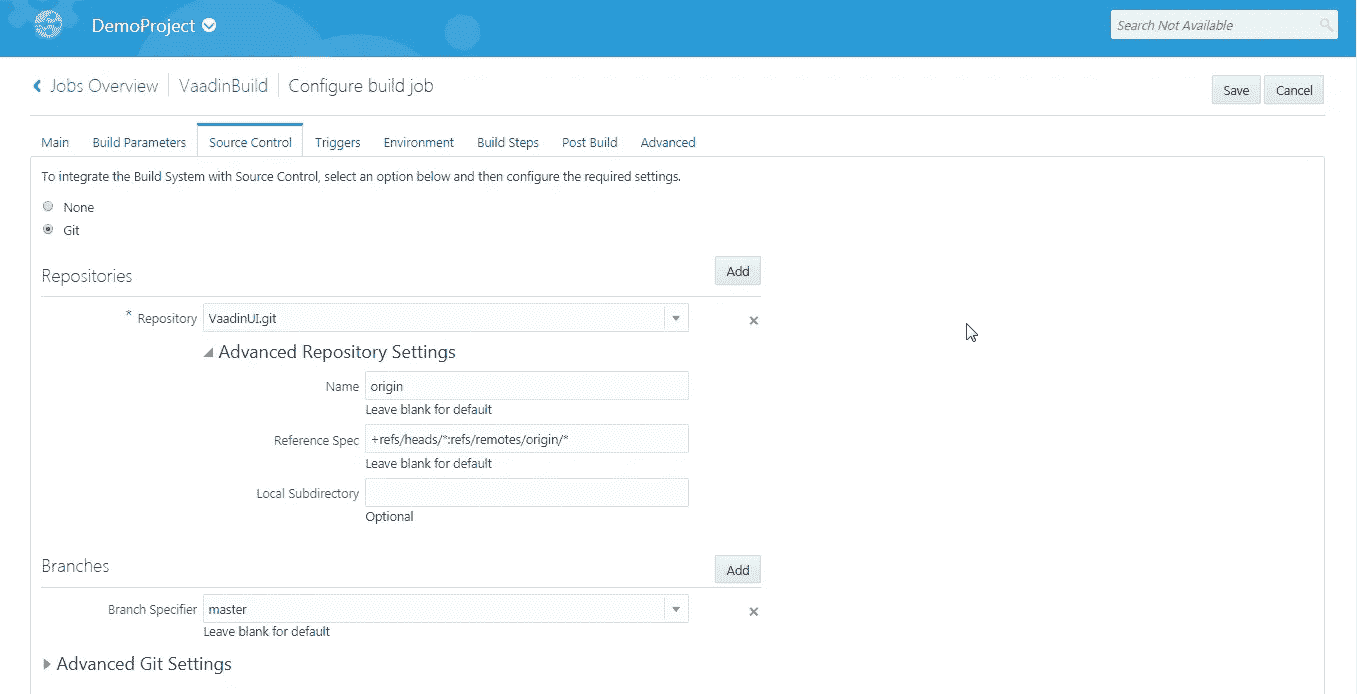 DemoProject
Search Not Available
Jobs Overview VaadinBuild Configure build job
Save Cancel
Main Build Parameters Source Control Triggers Environment Build Steps Post Build Advanced
To integrate the Build System with Source Control, select an option below and then configure the required settings.
None
Git
Repositories Add
* Repository VaadinUI.git
Advanced Repository Settings
Name origin
Leave blank for default
Reference Spec +refs/heads/*:refs/remotes/origin/*
Leave blank for default
Local Subdirectory
Optional
Branches Add
Branch Specifier master
Leave blank for default
Advanced Git Settings